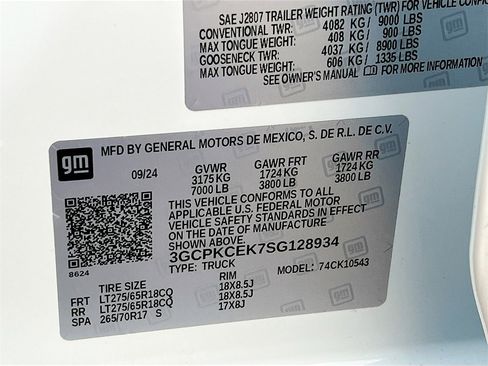 SAE J2807 TRAILER WEIGHT RATING (TWR) FOR VEHICLE CONFIG
CONVENTIONAL TWR: 4082 KG/ 9000 LBS
MAX TONGUE WEIGHT: 408 KG/ 900 LBS
GOOSENECK TWR: 4037 KG/ 8900 LBS
MAX TONGUE WEIGHT: 606 KG/ 1335 LBS
SEE OWNER'S MANUAL FOR MORE INFORMATION
gm
MFD BY GENERAL MOTORS DE MEXICO, S. DE R.L. DE C.V.
09/24 GVWR GAWR FRT GAWR RR
3175 KG 1724 KG 1724 KG
7000 LB 3800 LB 3800 LB
THIS VEHICLE CONFORMS TO ALL
APPLICABLE U.S. FEDERAL MOTOR
VEHICLE SAFETY STANDARDS IN EFFECT
ON THE DATE OF MANUFACTURE
SHOWN ABOVE.
3GCPKCEK7SG128934
8624 TYPE: TRUCK MODEL: 74CK10543
TIRE SIZE RIM
FRT LT275/65R18CQ 18X8.5J
RR LT275/65R18CQ 18X8.5J
SPA 265/70R17 S 17X8J